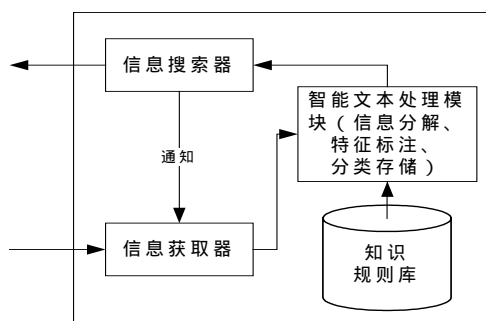 信息搜索器
智能文本处理模
块（信息分解、
特征标注、
分类存储）
通知
信息获取器
知识
规则库